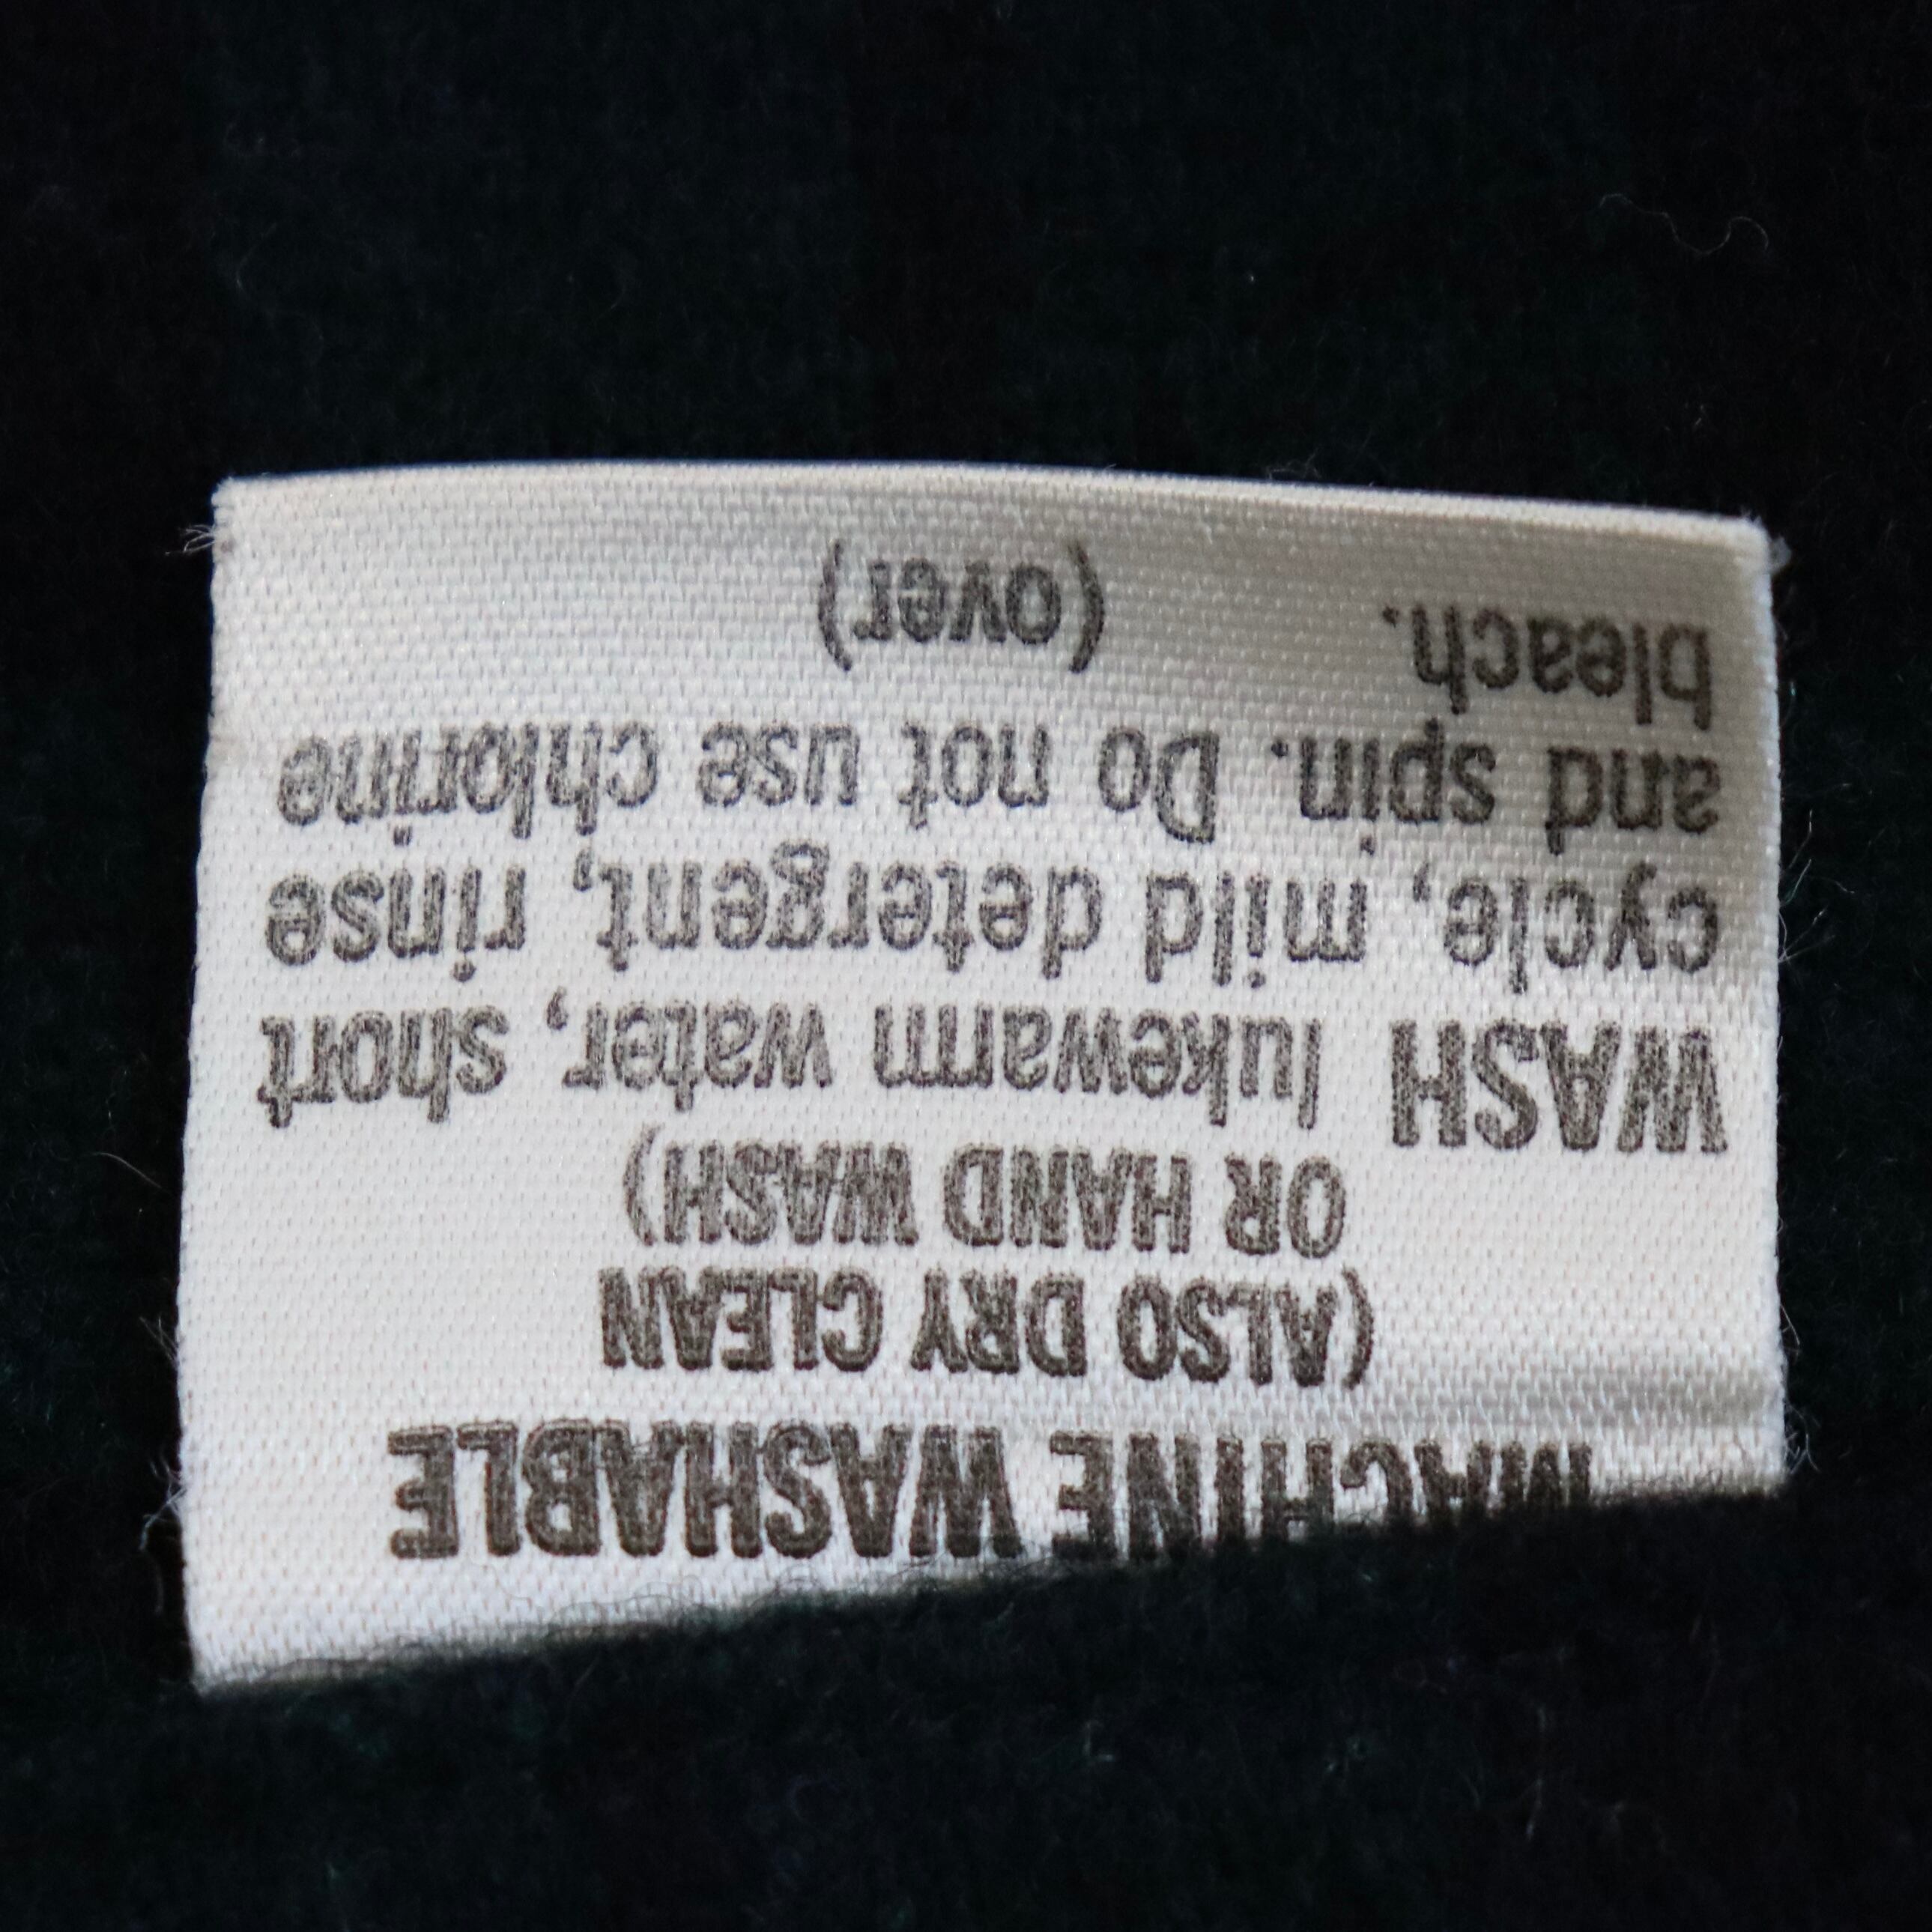 MACHINE WASHABLE
(ALSO DRY CLEAN
OR HAND WASH)
WASH lukewarm water, short
cycle, mild detergent, rinse
and spin. Do not use chlorine
bleach.
(over)